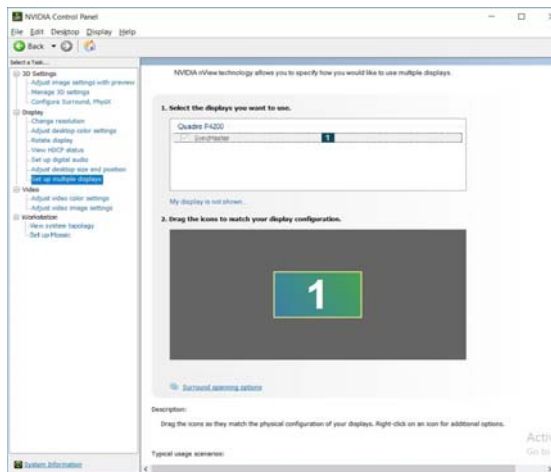 NVIDIA Control Panel
File Edit Desktop Display Help
Back
Select a Task...
3D Settings
Adjust image settings with preview
Manage 3D settings
Configure Surround, PhysX
Display
Change resolution
Adjust desktop color settings
Rotate display
View HDCP status
Set up digital audio
Adjust desktop size and position
Set up multiple displays
Video
Adjust video color settings
Adjust video image settings
Workstation
View system topology
Set up Mosaic
System Information
NVIDIA nView technology allows you to specify how you would like to use multiple displays.
1. Select the displays you want to use.
Quadro P4200
SyncMaster 1
My display is not shown...
2. Drag the icons to match your display configuration.
1
Surround spanning options
Description:
Drag the icons so they match the physical configuration of your displays. Right-click on an icon for additional options.
Typical usage scenarios:
Activ
Go to